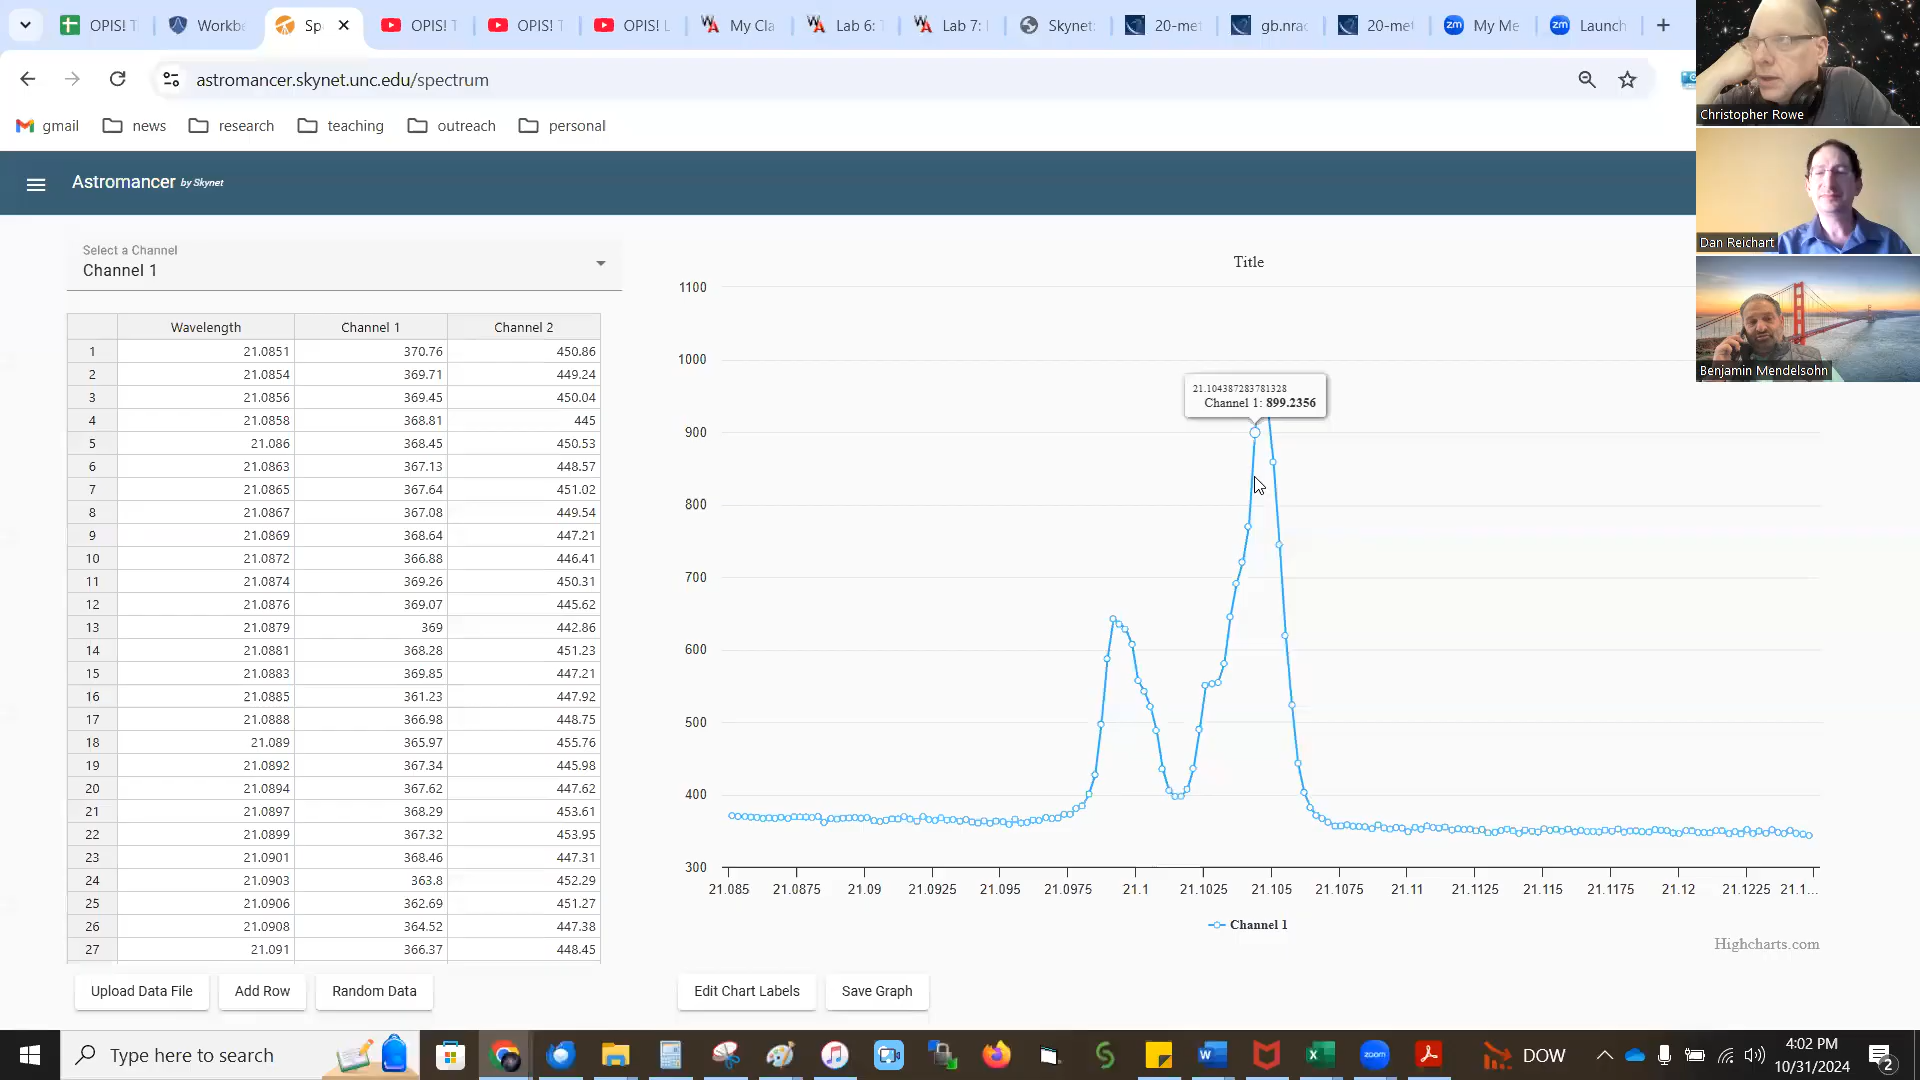 OPIS! T
Workbe
Sp
OPIS! T
OPIS! T
OPIS! L
My Cla
Lab 6:
Lab 7:
Skynet:
20-met
gb.nrao
20-met
My Me
Launch
astromancer.skynet.unc.edu/spectrum
gmail
news
research
teaching
outreach
personal
Christopher Rowe
Dan Reichart
Benjamin Mendelsohn
Astromancer by Skynet
Select a Channel
Channel 1
Wavelength Channel 1 Channel 2
1 21.0851 370.76 450.86
2 21.0854 369.71 449.24
3 21.0856 369.45 450.04
4 21.0858 368.81 445
5 21.086 368.45 450.53
6 21.0863 367.13 448.57
7 21.0865 367.64 451.02
8 21.0867 367.08 449.54
9 21.0869 368.64 447.21
10 21.0872 366.88 446.41
11 21.0874 369.26 450.31
12 21.0876 369.07 445.62
13 21.0879 369 442.86
14 21.0881 368.28 451.23
15 21.0883 369.85 447.21
16 21.0885 361.23 447.92
17 21.0888 366.98 448.75
18 21.089 365.97 455.76
19 21.0892 367.34 445.98
20 21.0894 367.62 447.62
21 21.0897 368.29 453.61
22 21.0899 367.32 453.95
23 21.0901 368.46 447.31
24 21.0903 363.8 452.29
25 21.0906 362.69 451.27
26 21.0908 364.52 447.38
27 21.091 366.37 448.45
Upload Data File
Add Row
Random Data
Title
1100
1000
900
800
700
600
500
400
300
21.104387283781328
Channel 1: 899.2356
21.085 21.0875 21.09 21.0925 21.095 21.0975 21.1 21.1025 21.105 21.1075 21.11 21.1125 21.115 21.1175 21.12 21.1225 21.1...
Channel 1
Highcharts.com
Edit Chart Labels
Save Graph
Type here to search
zoom
DOW
4:02 PM
10/31/2024
2